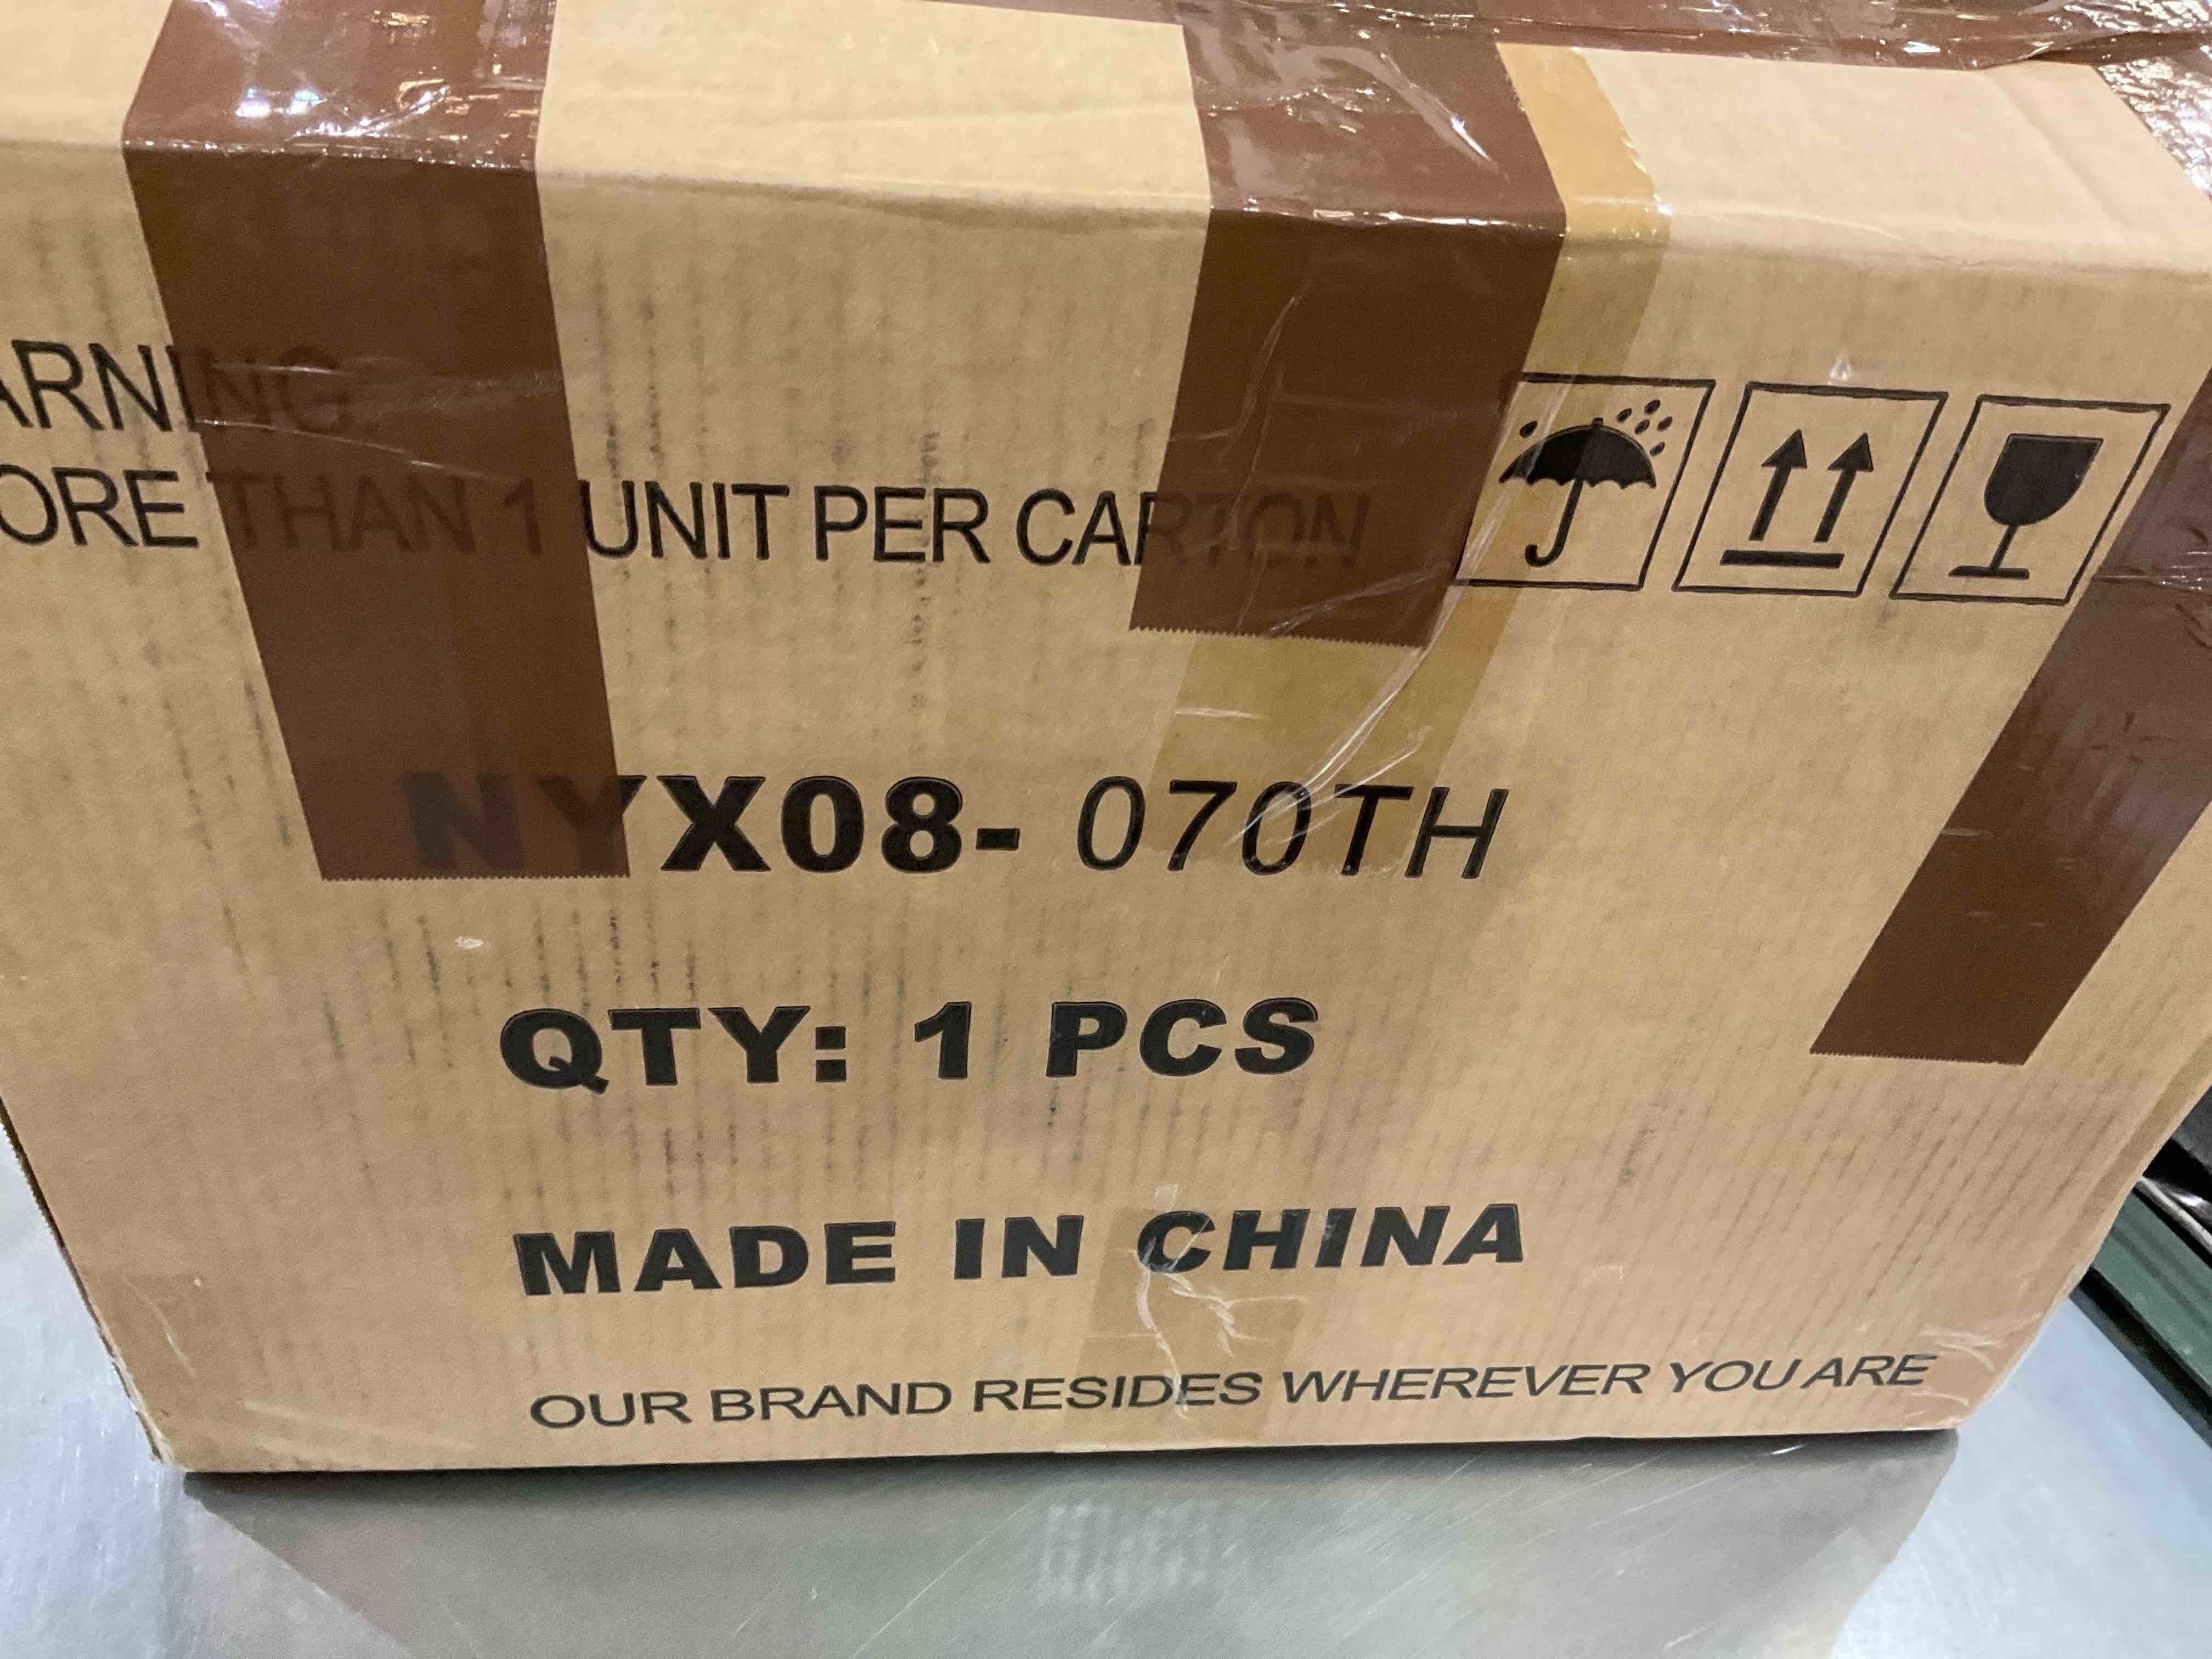 ARNING
ORE THAN 1 UNIT PER CARTON
NYX08- 070TH
QTY: 1 PCS
MADE IN CHINA
OUR BRAND RESIDES WHEREVER YOU ARE